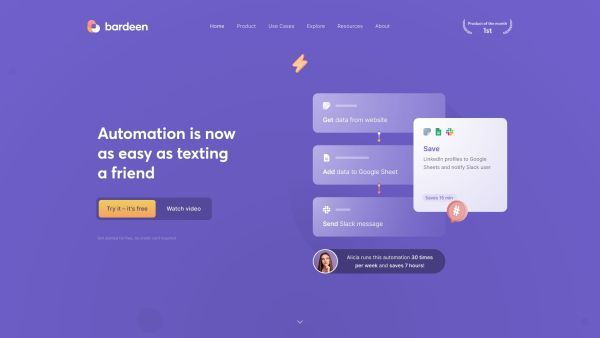 bardeen
Home Product Use Cases Explore Resources About
Product of the month
1st
Automation is now
as easy as texting
a friend
Try it – it's free
Watch video
Get started for free, no credit card required
Get data from website
Add data to Google Sheet
Send Slack message
Save
LinkedIn profiles to Google
Sheets and notify Slack user
Saves 15 min
#
Alicia runs this automation 30 times
per week and saves 7 hours!